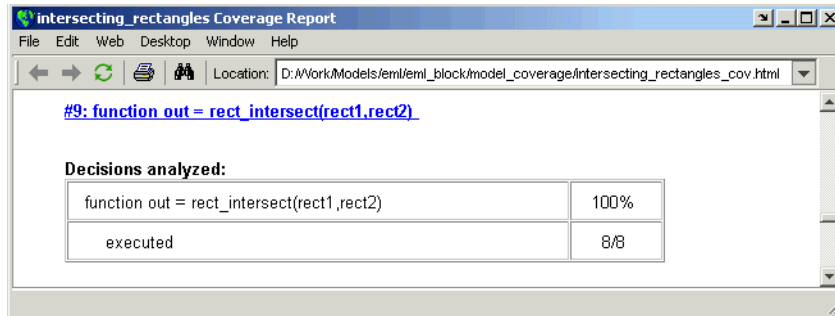 intersecting_rectangles Coverage Report
File Edit Web Desktop Window Help
Location: D:/Work/Models/eml/eml_block/model_coverage/intersecting_rectangles_cov.html
#9: function out = rect_intersect(rect1,rect2)
Decisions analyzed:
function out = rect_intersect(rect1,rect2) 100%
executed 8/8